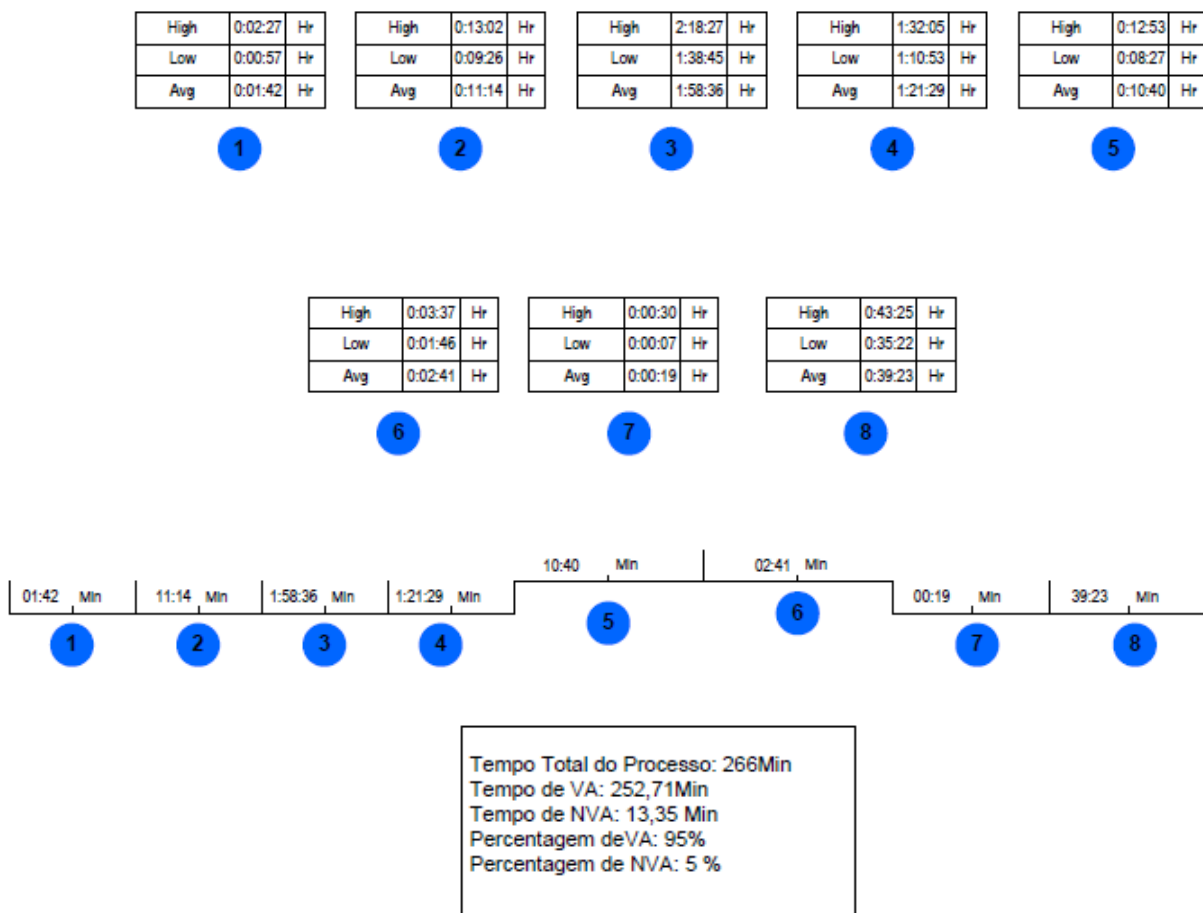 High 0:02:27 Hr
Low 0:00:57 Hr
Avg 0:01:42 Hr
1
High 0:13:02 Hr
Low 0:09:26 Hr
Avg 0:11:14 Hr
2
High 2:18:27 Hr
Low 1:38:45 Hr
Avg 1:58:36 Hr
3
High 1:32:05 Hr
Low 1:10:53 Hr
Avg 1:21:29 Hr
4
High 0:12:53 Hr
Low 0:08:27 Hr
Avg 0:10:40 Hr
5
High 0:03:37 Hr
Low 0:01:46 Hr
Avg 0:02:41 Hr
6
High 0:00:30 Hr
Low 0:00:07 Hr
Avg 0:00:19 Hr
7
High 0:43:25 Hr
Low 0:35:22 Hr
Avg 0:39:23 Hr
8
01:42 Min
1
11:14 Min
2
1:58:36 Min
3
1:21:29 Min
4
10:40 Min
5
02:41 Min
6
00:19 Min
7
39:23 Min
8
Tempo Total do Processo: 266Min
Tempo de VA: 252,71Min
Tempo de NVA: 13,35 Min
Percentagem deVA: 95%
Percentagem de NVA: 5 %